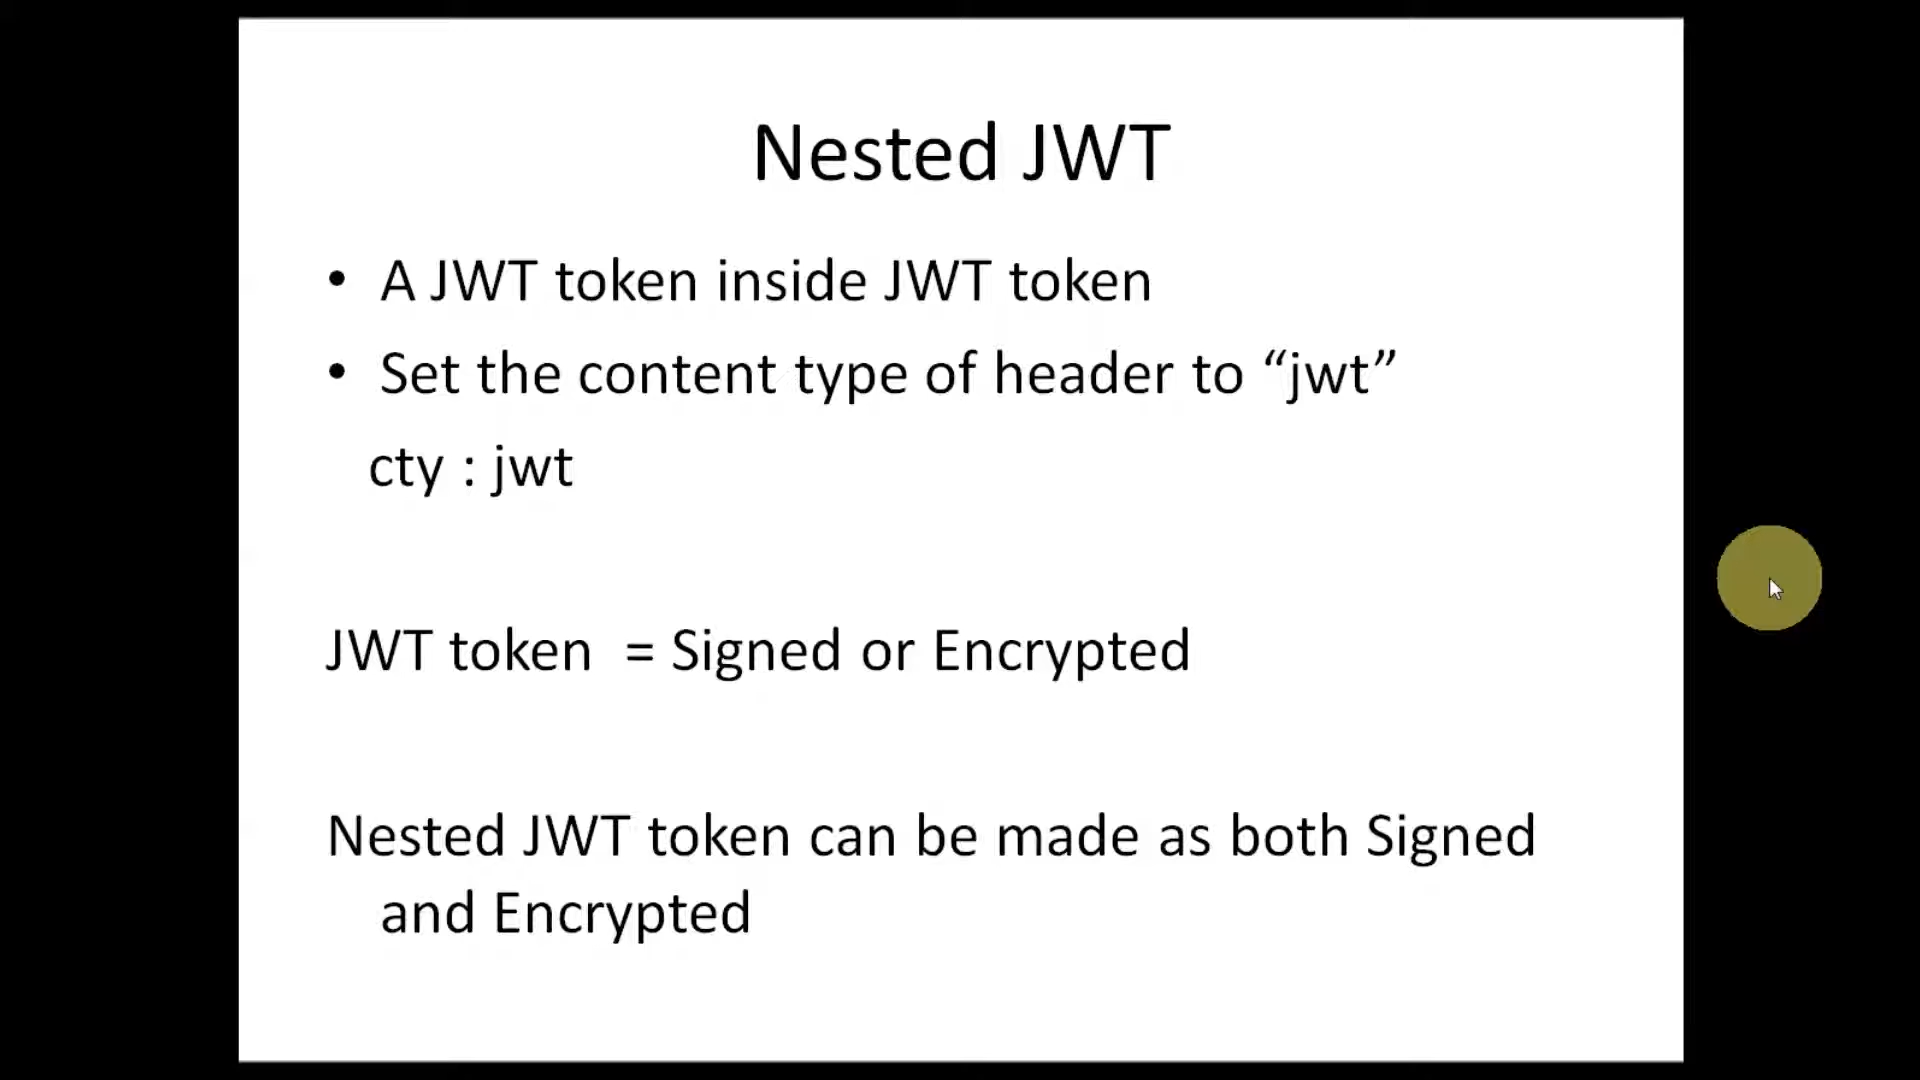 Nested JWT
• A JWT token inside JWT token
• Set the content type of header to “jwt”
cty : jwt
JWT token = Signed or Encrypted
Nested JWT token can be made as both Signed
and Encrypted